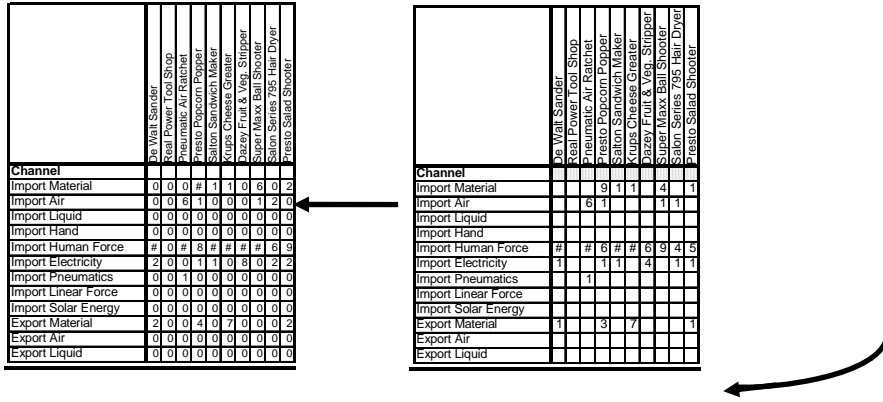 De Walt Sander
Real Power Tool Shop
Pneumatic Air Ratchet
Presto Popcorn Popper
Salton Sandwich Maker
Krups Cheese Greater
Dazey Fruit & Veg. Stripper
Super Maxx Ball Shooter
Salon Series 795 Hair Dryer
Presto Salad Shooter
Channel
Import Material 0 0 0 # 1 1 0 6 0 2
Import Air 0 0 6 1 0 0 0 1 2 0
Import Liquid 0 0 0 0 0 0 0 0 0 0
Import Hand 0 0 0 0 0 0 0 0 0 0
Import Human Force # 0 # 8 # # # # 6 9
Import Electricity 2 0 0 1 1 0 8 0 2 2
Import Pneumatics 0 0 1 0 0 0 0 0 0 0
Import Linear Force 0 0 0 0 0 0 0 0 0 0
Import Solar Energy 0 0 0 0 0 0 0 0 0 0
Export Material 2 0 0 4 0 7 0 0 0 2
Export Air 0 0 0 0 0 0 0 0 0 0
Export Liquid 0 0 0 0 0 0 0 0 0 0
De Walt Sander
Real Power Tool Shop
Pneumatic Air Ratchet
Presto Popcorn Popper
Salton Sandwich Maker
Krups Cheese Greater
Dazey Fruit & Veg. Stripper
Super Maxx Ball Shooter
Salon Series 795 Hair Dryer
Presto Salad Shooter
Channel
Import Material 9 1 1 4 1
Import Air 6 1 1 1
Import Liquid
Import Hand
Import Human Force # # 6 # # 6 9 4 5
Import Electricity 1 1 1 4 1 1
Import Pneumatics 1
Import Linear Force
Import Solar Energy
Export Material 1 3 7 1
Export Air
Export Liquid